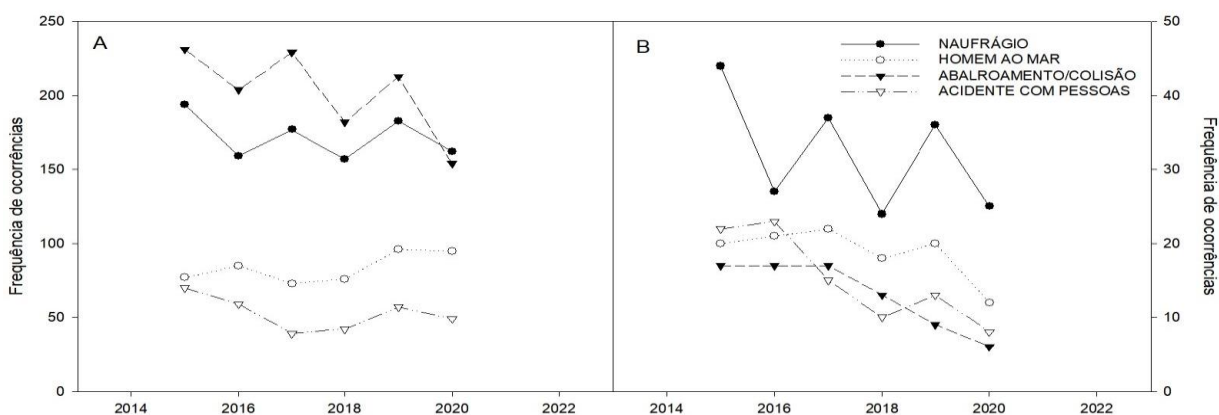 Frequência de ocorrências
250
200
150
100
50
0
A
2014
2016
2018
2020
2022
B
NAUFRÁGIO
HOMEM AO MAR
ABALROAMENTO/COLISÃO
ACIDENTE COM PESSOAS
2014
2016
2018
2020
2022
50
40
30
20
10
0
Frequência de ocorrências